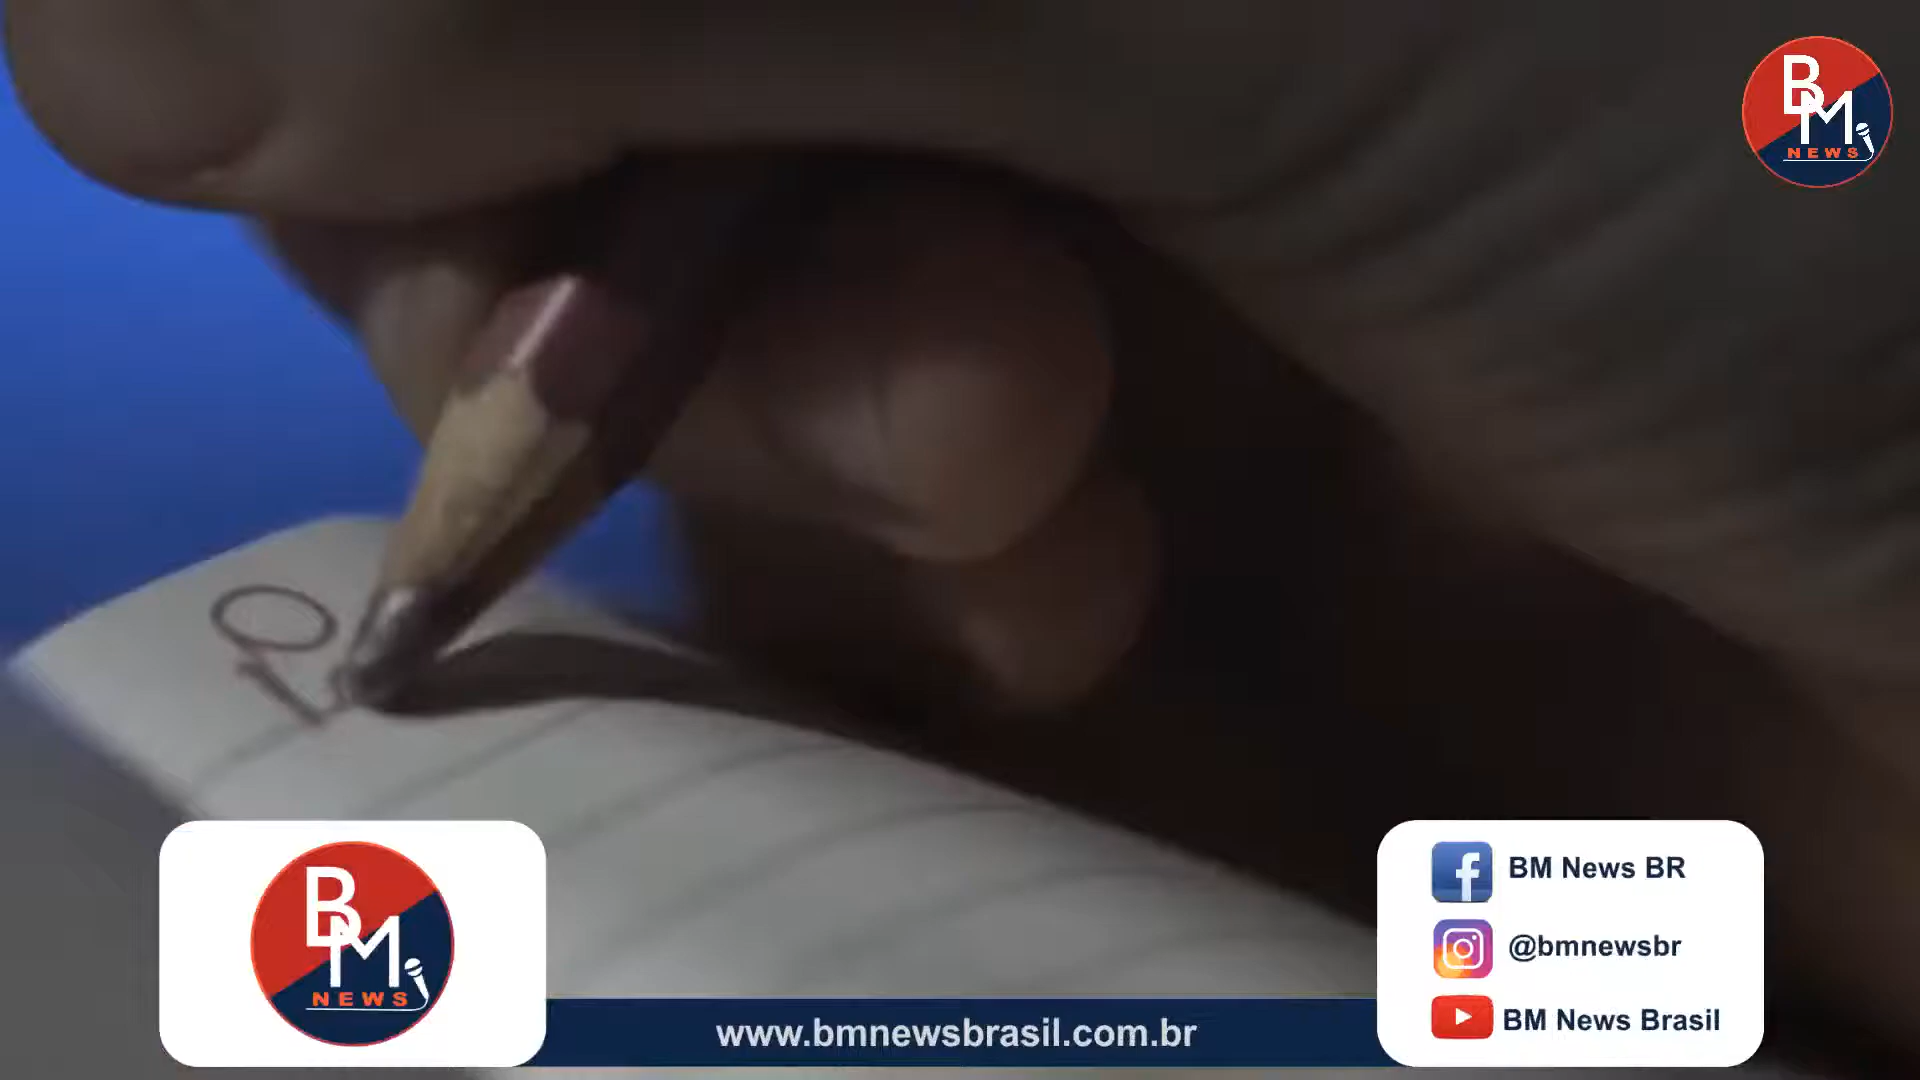 BM
NEWS
BM
NEWS
www.bmnewsbrasil.com.br
BM News BR
@bmnewsbr
BM News Brasil